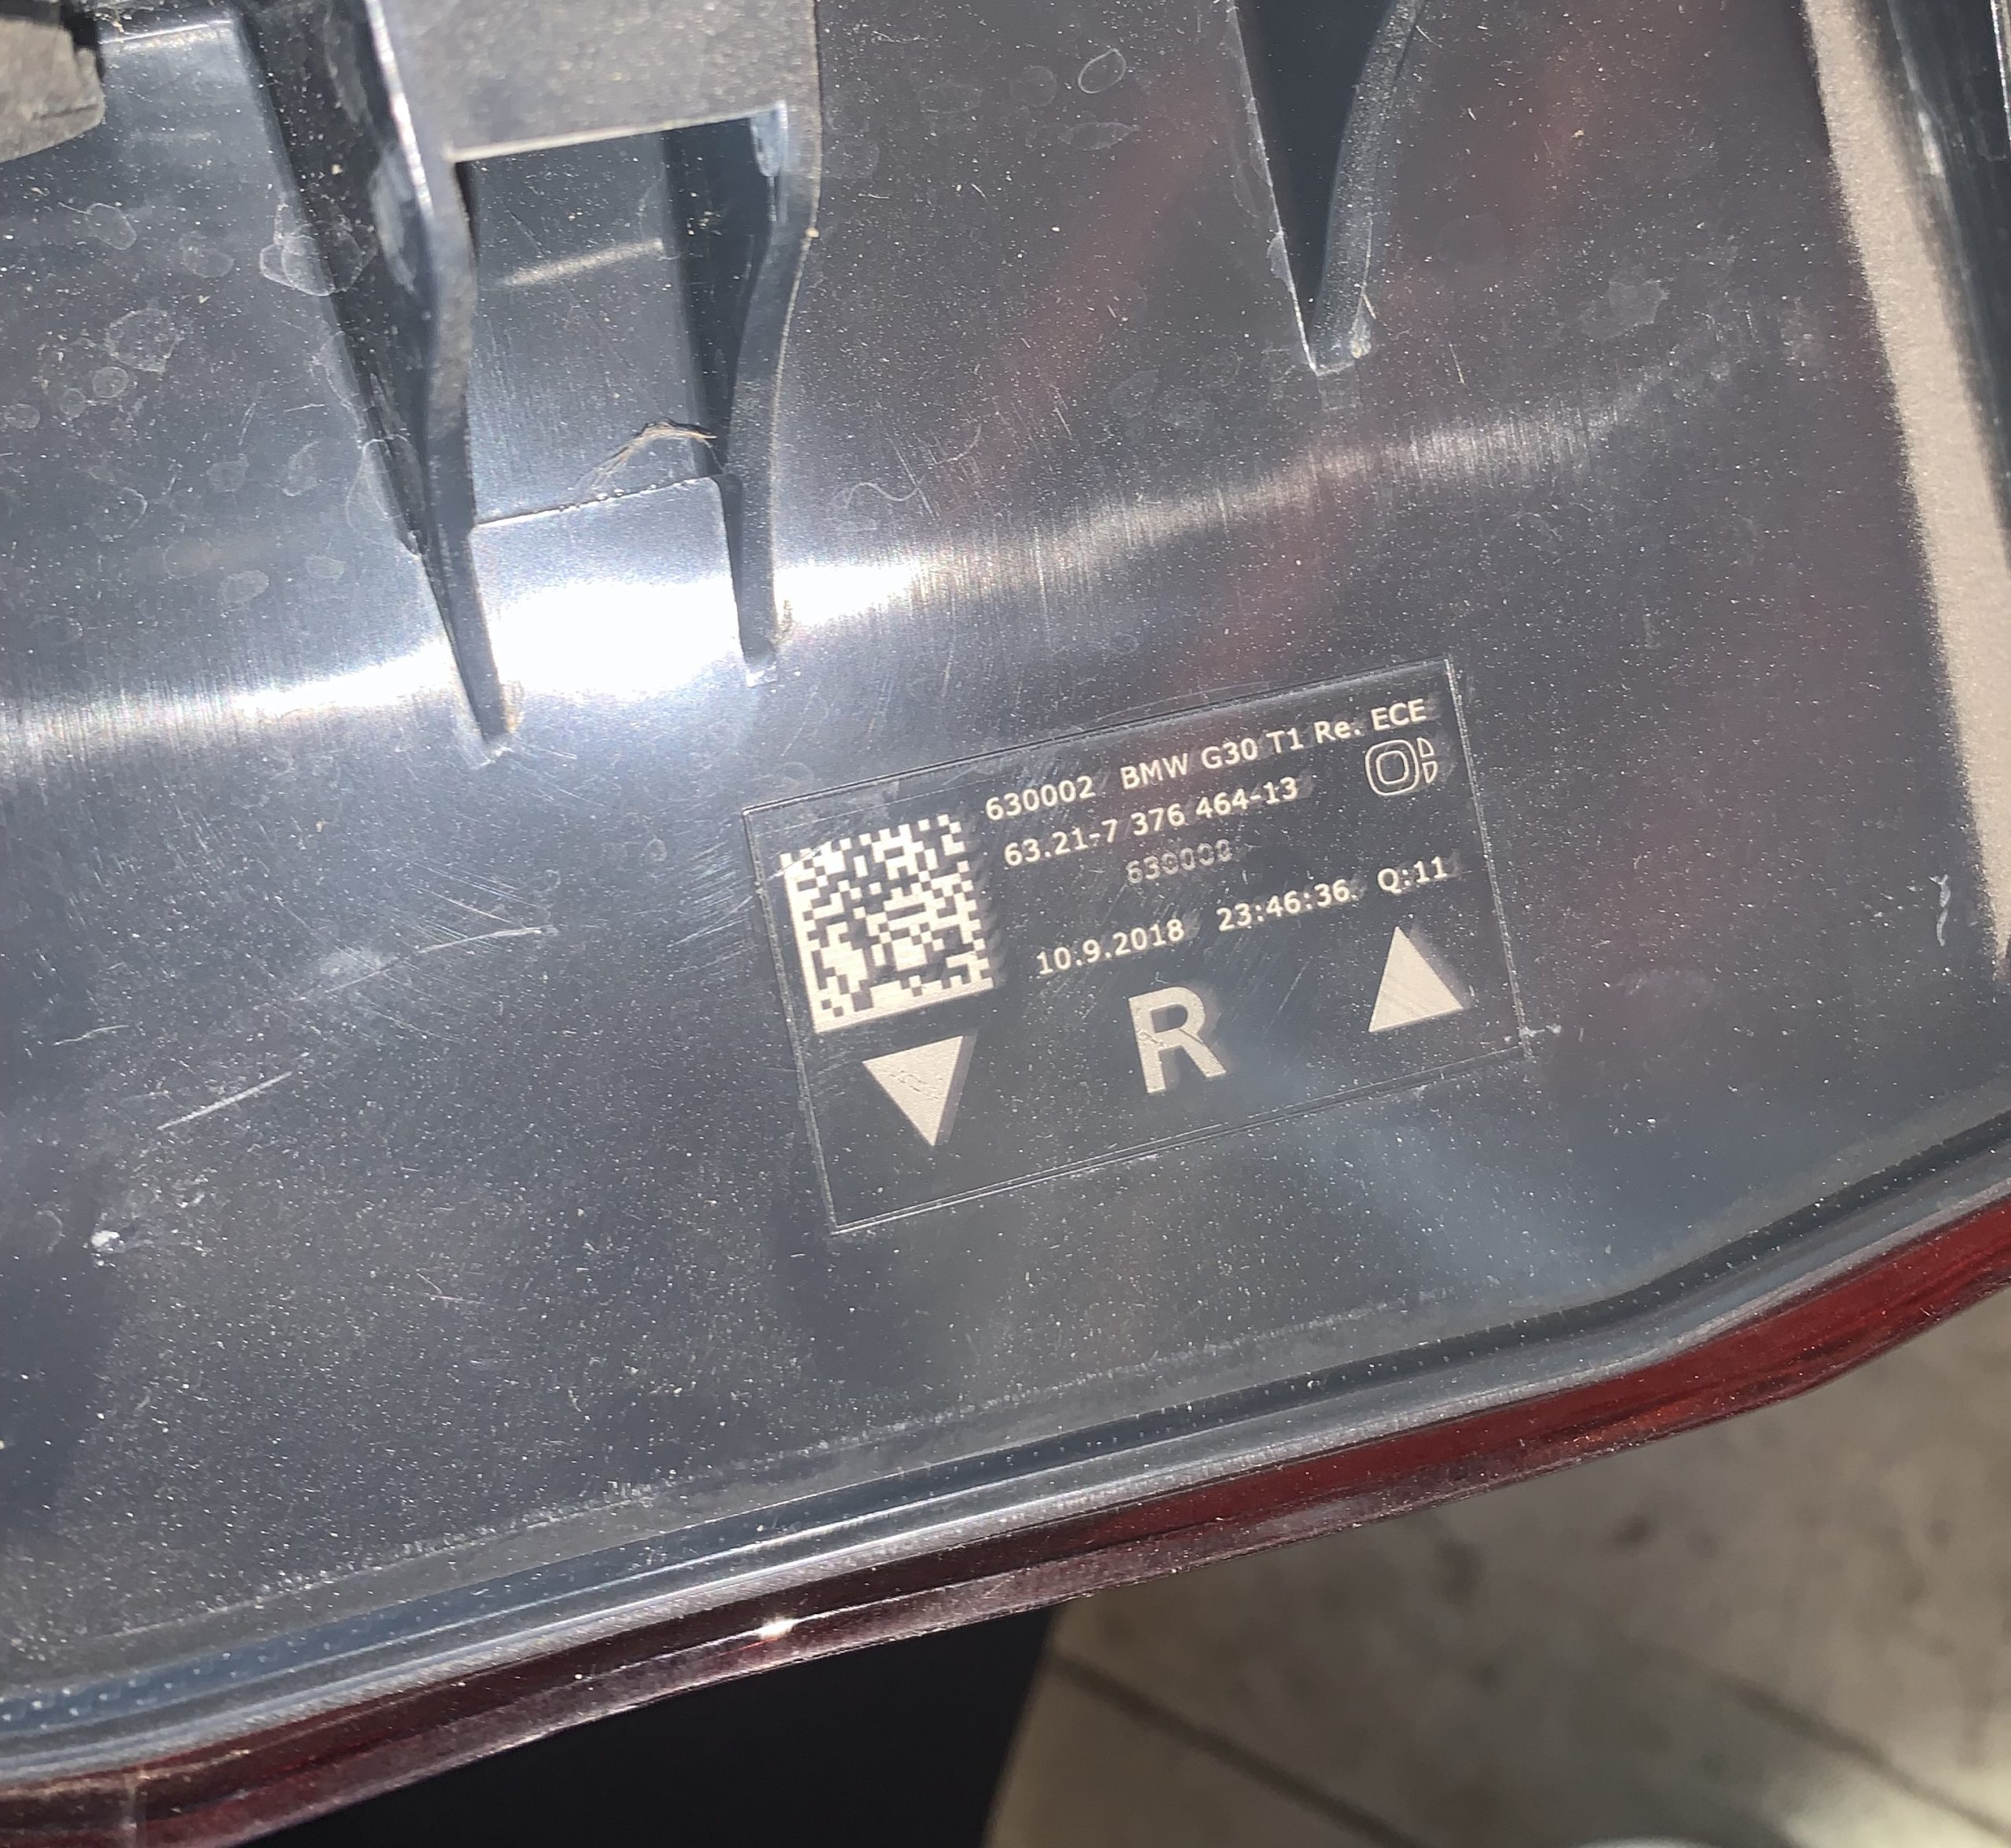 630002 BMW G30 T1 Re. ECE
63.21-7 376 464-13
10.9.2018 23:46:36 Q:11
R